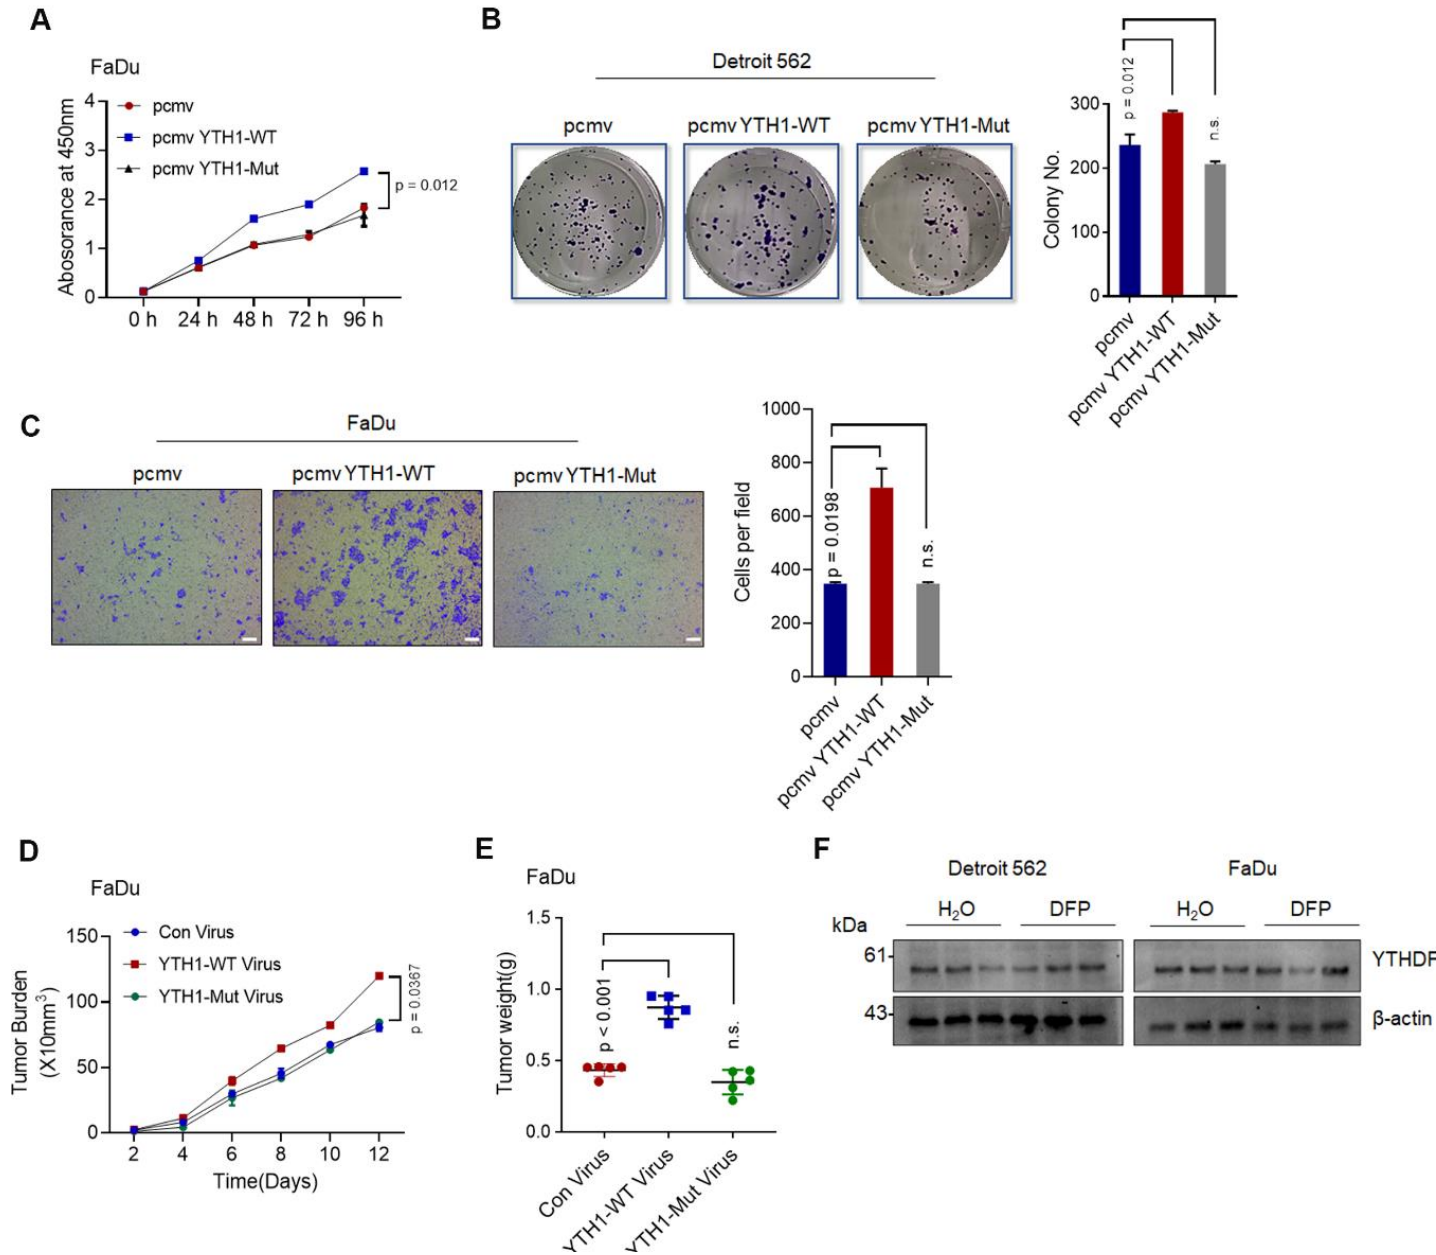 A
FaDu
pcmv
pcmv YTH1-WT
pcmv YTH1-Mut
Abosorance at 450nm
4
3
2
1
0
p = 0.012
0 h 24 h 48 h 72 h 96 h
B
Detroit 562
pcmv pcmv YTH1-WT pcmv YTH1-Mut
Colony No.
300
200
100
0
p = 0.012
n.s.
pcmv
pcmv YTH1-WT
pcmv YTH1-Mut
C
FaDu
pcmv pcmv YTH1-WT pcmv YTH1-Mut
Cells per field
1000
800
600
400
200
0
p = 0.0198
n.s.
pcmv
pcmv YTH1-WT
pcmv YTH1-Mut
D
FaDu
Con Virus
YTH1-WT Virus
YTH1-Mut Virus
Tumor Burden
(X10mm³)
150
100
50
0
p = 0.0367
2 4 6 8 10 12
Time(Days)
E
FaDu
Tumor weight(g)
1.5
1.0
0.5
0.0
p < 0.001
n.s.
Con Virus
YTH1-WT Virus
YTH1-Mut Virus
F
Detroit 562 FaDu
H₂O DFP H₂O DFP
kDa
61
YTHDF
43
β-actin